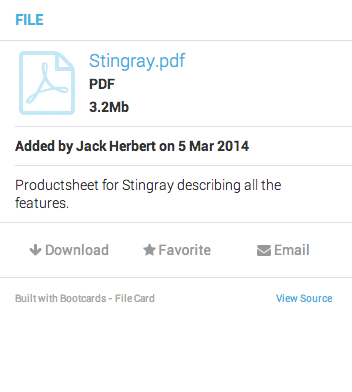 FILE
Stingray.pdf
PDF
3.2Mb
Added by Jack Herbert on 5 Mar 2014
Productsheet for Stingray describing all the
features.
Download Favorite Email
Built with Bootcards - File Card View Source